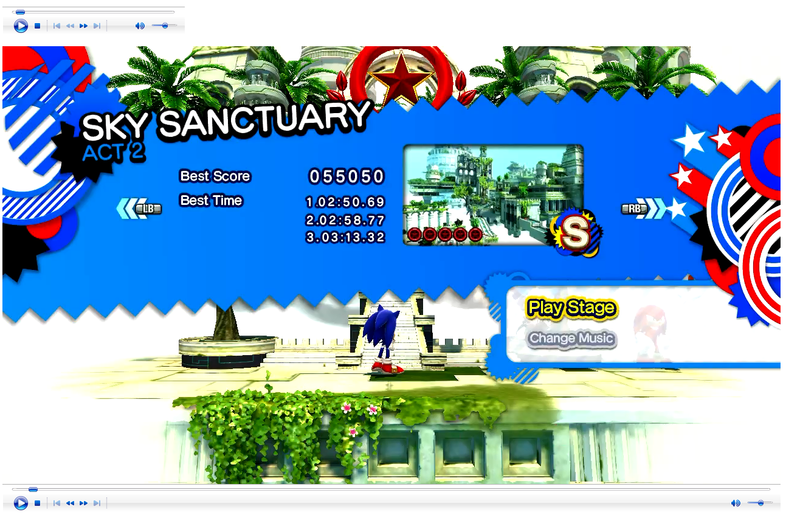 SKY SANCTUARY
ACT 2
Best Score 055050
Best Time 1.02:50.69
2.02:58.77
3.03:13.32
LB
RB
S
Play Stage
Change Music